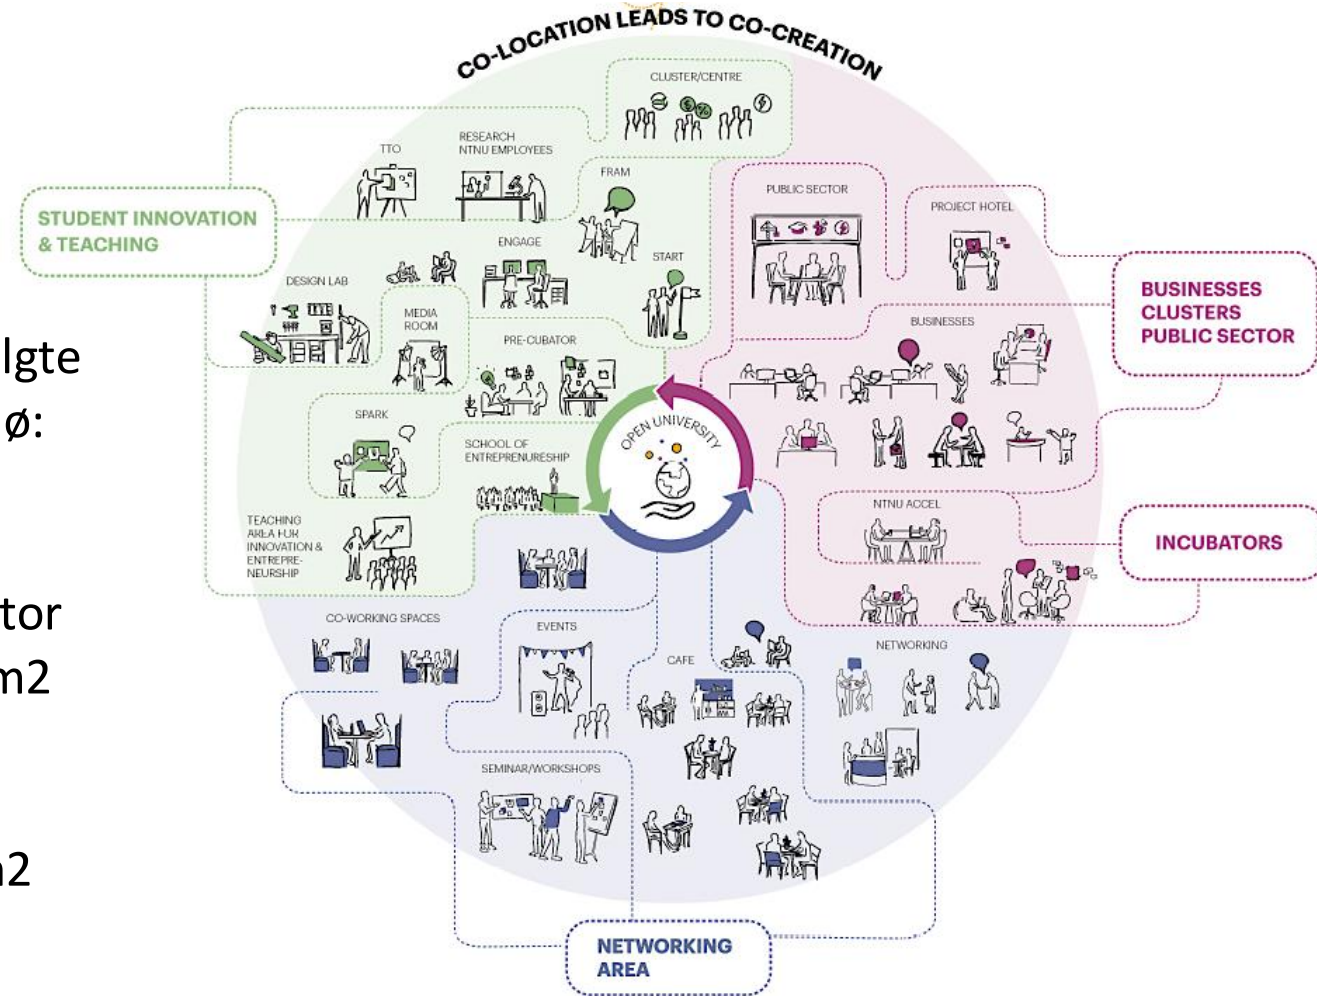 CO-LOCATION LEADS TO CO-CREATION
CLUSTER/CENTRE
TTO
RESEARCH
NTNU EMPLOYEES
FRAM
STUDENT INNOVATION
& TEACHING
ENGAGE
START
DESIGN LAB
MEDIA
ROOM
PRE-CUBATOR
SPARK
SCHOOL OF
ENTREPRENURESHIP
TEACHING
AREA FUR
INNOVATION &
ENTREPRE-
NEURSHIP
PUBLIC SECTOR
PROJECT HOTEL
BUSINESSES
CLUSTERS
PUBLIC SECTOR
BUSINESSES
OPEN UNIVERSITY
NTNU ACCEL
INCUBATORS
CO-WORKING SPACES
EVENTS
CAFE
NETWORKING
SEMINAR/WORKSHOPS
NETWORKING
AREA
lgte
ø:
tor
m2